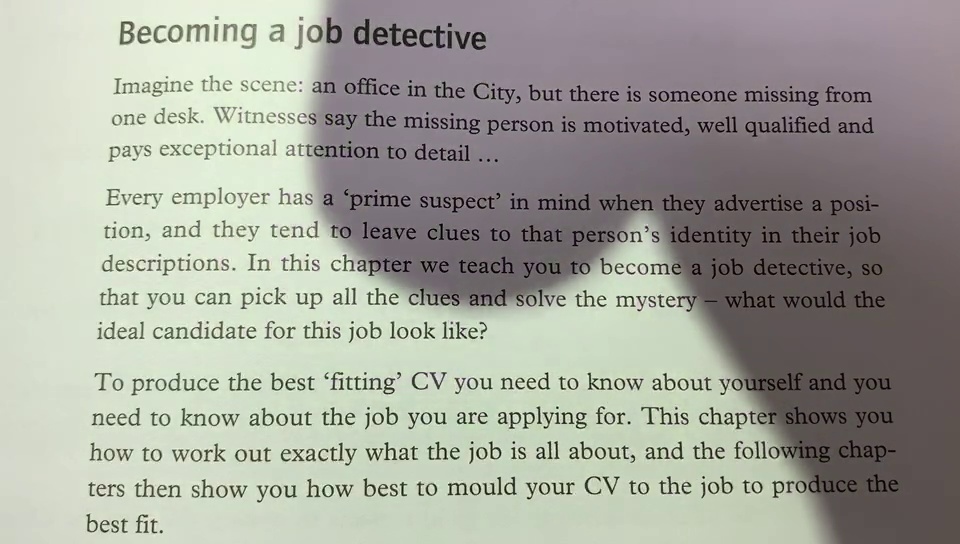 Becoming a job detective
Imagine the scene: an office in the City, but there is someone missing from
one desk. Witnesses say the missing person is motivated, well qualified and
pays exceptional attention to detail ...
Every employer has a ‘prime suspect’ in mind when they advertise a posi-
tion, and they tend to leave clues to that person’s identity in their job
descriptions. In this chapter we teach you to become a job detective, so
that you can pick up all the clues and solve the mystery – what would the
ideal candidate for this job look like?
To produce the best ‘fitting’ CV you need to know about yourself and you
need to know about the job you are applying for. This chapter shows you
how to work out exactly what the job is all about, and the following chap-
ters then show you how best to mould your CV to the job to produce the
best fit.